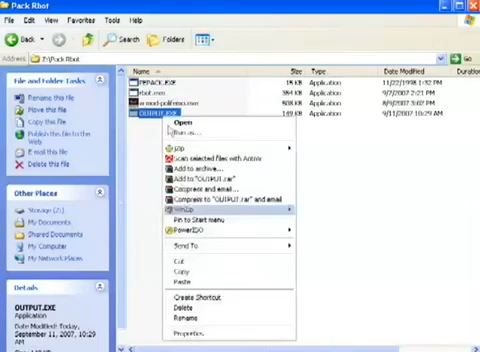 Pack Rbot
File Edit View Favorites Tools Help
Back Search Folders
Address Z:\Pack Rbot Go
Name Size Type Date Modified Duration
PEPACK.EXE 15 KB Application 11/22/1998 1:32 PM
rbot.exe 384 KB Application 9/7/2007 2:21 PM
Application 9/3/2007 3:02 PM
OUTPUT.EXE 149 KB Application 9/11/2007 10:29 AM
File and Folder Tasks
Rename this file
Move this file
Copy this file
Publish this file to the Web
E-mail this file
Delete this file
Other Places
Storage (Z:)
My Documents
Shared Documents
My Computer
My Network Places
Details
OUTPUT.EXE
Application
Date Modified: Today,
September 11, 2007, 10:29
AM
Open
Run as...
Scan selected files with AntiVir
Add to archive...
Add to "OUTPUT.rar"
Compress and email...
Compress to "OUTPUT.rar" and email
WinZip
Pin to Start menu
PowerISO
Send To
Cut
Copy
Paste
Create Shortcut
Delete
Rename
Properties